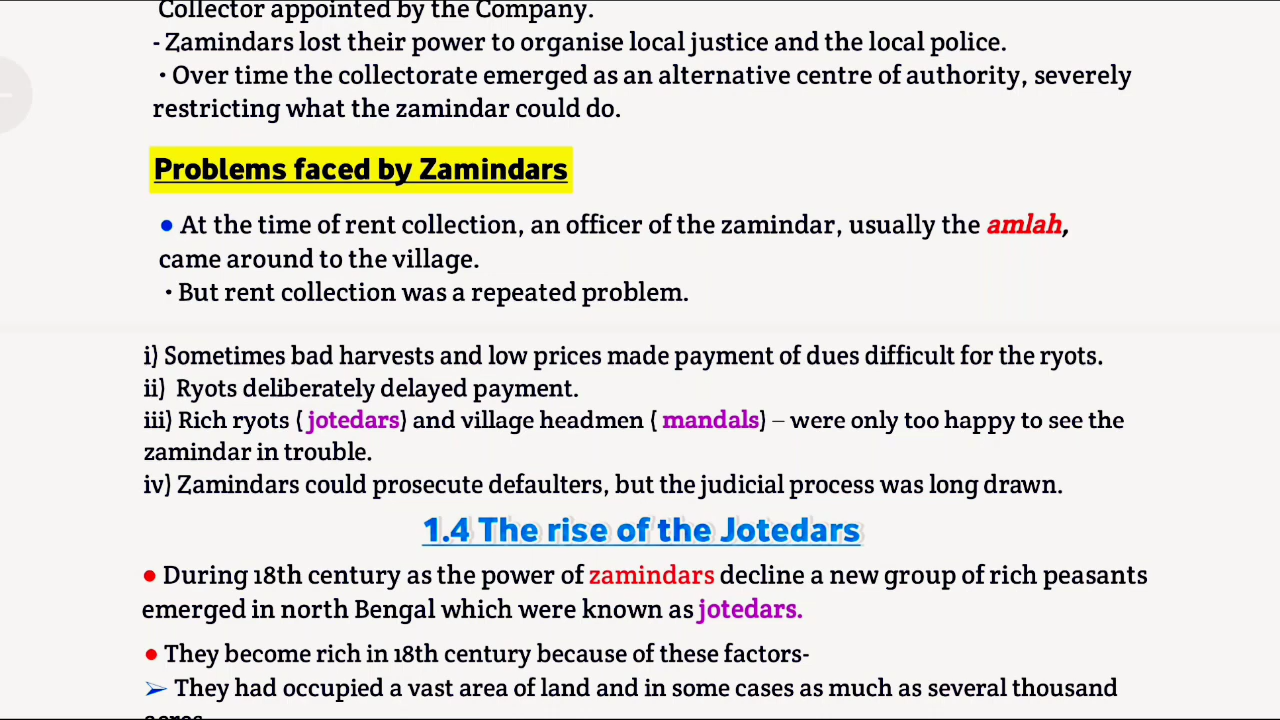 Collector appointed by the Company.
- Zamindars lost their power to organise local justice and the local police.
• Over time the collectorate emerged as an alternative centre of authority, severely
restricting what the zamindar could do.
Problems faced by Zamindars
● At the time of rent collection, an officer of the zamindar, usually the amlah,
came around to the village.
• But rent collection was a repeated problem.
i) Sometimes bad harvests and low prices made payment of dues difficult for the ryots.
ii) Ryots deliberately delayed payment.
iii) Rich ryots ( jotedars) and village headmen ( mandals) – were only too happy to see the
zamindar in trouble.
iv) Zamindars could prosecute defaulters, but the judicial process was long drawn.
1.4 The rise of the Jotedars
● During 18th century as the power of zamindars decline a new group of rich peasants
emerged in north Bengal which were known as jotedars.
● They become rich in 18th century because of these factors-
➢ They had occupied a vast area of land and in some cases as much as several thousand